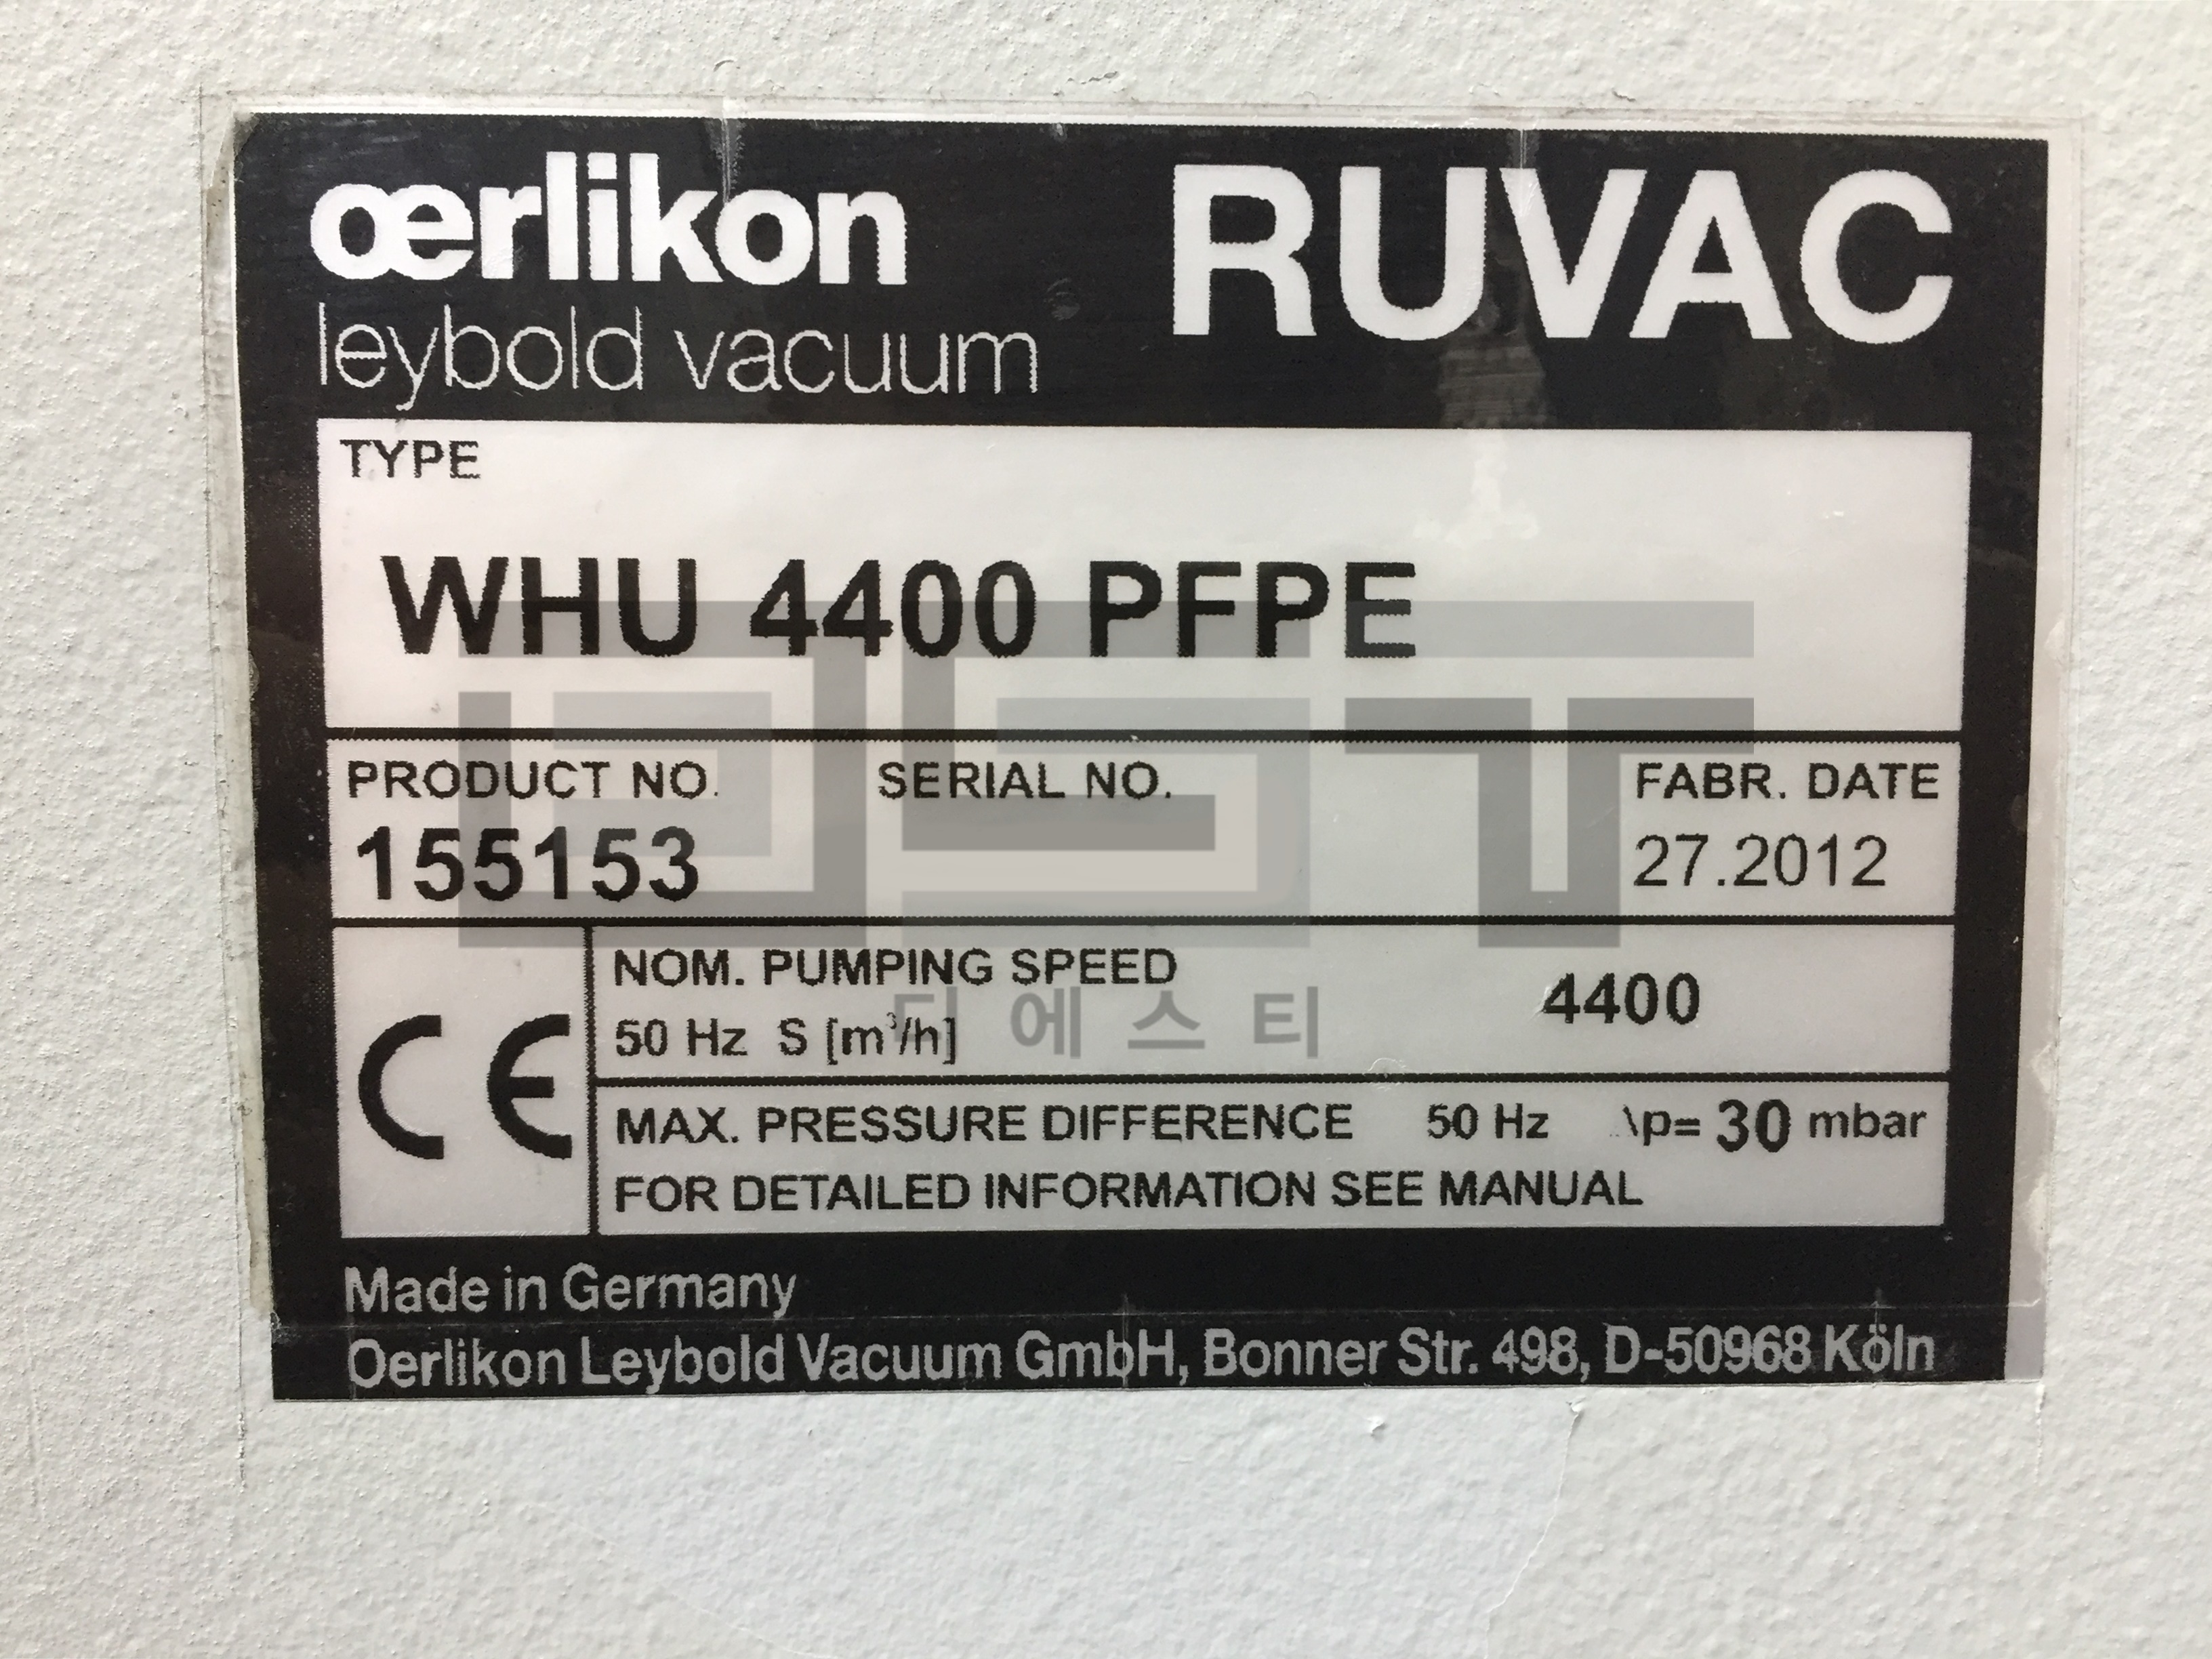 œrlikon
leybold vacuum
RUVAC
TYPE
WHU 4400 PFPE
PRODUCT NO. SERIAL NO. FABR. DATE
155153 27.2012
CE
NOM. PUMPING SPEED
50 Hz S [m³/h] 4400
DST
디에스티
MAX. PRESSURE DIFFERENCE 50 Hz \p= 30 mbar
FOR DETAILED INFORMATION SEE MANUAL
Made in Germany
Oerlikon Leybold Vacuum GmbH, Bonner Str. 498, D-50968 Köln